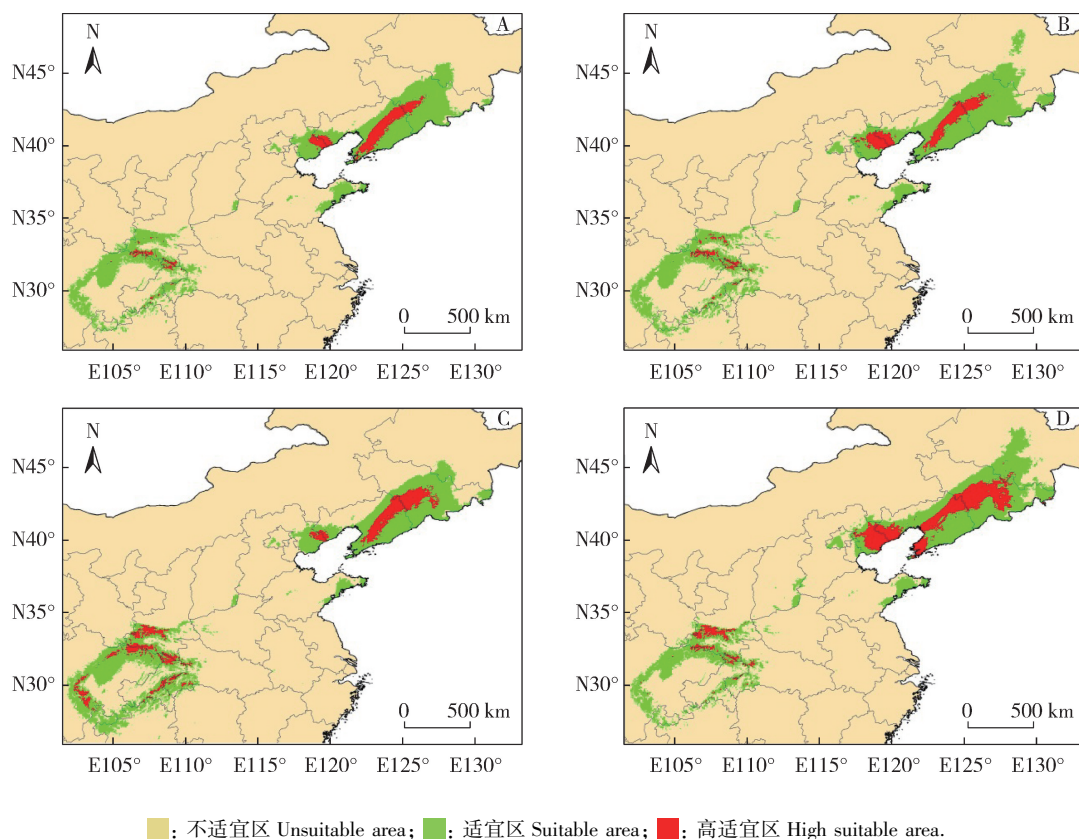 A
N
N45°
N40°
N35°
N30°
0 500 km
E105° E110° E115° E120° E125° E130°
B
N
N45°
N40°
N35°
N30°
0 500 km
E105° E110° E115° E120° E125° E130°
C
N
N45°
N40°
N35°
N30°
0 500 km
E105° E110° E115° E120° E125° E130°
D
N
N45°
N40°
N35°
N30°
0 500 km
E105° E110° E115° E120° E125° E130°
: 不适宜区 Unsuitable area; : 适宜区 Suitable area; : 高适宜区 High suitable area.